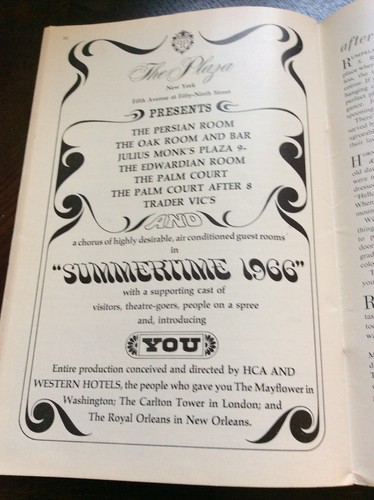 The Plaza
New York
Fifth Avenue at Fifty-Ninth Street
PRESENTS
THE PERSIAN ROOM
THE OAK ROOM AND BAR
JULIUS MONK'S PLAZA 9-
THE EDWARDIAN ROOM
THE PALM COURT
THE PALM COURT AFTER 8
TRADER VIC'S
AND
a chorus of highly desirable, air conditioned guest rooms
in
"SUMMERTIME 1966"
with a supporting cast of
visitors, theatre-goers, people on a spree
and, introducing
YOU
Entire production conceived and directed by HCA AND
WESTERN HOTELS, the people who gave you The Mayflower in
Washington; The Carlton Tower in London; and
The Royal Orleans in New Orleans.
after